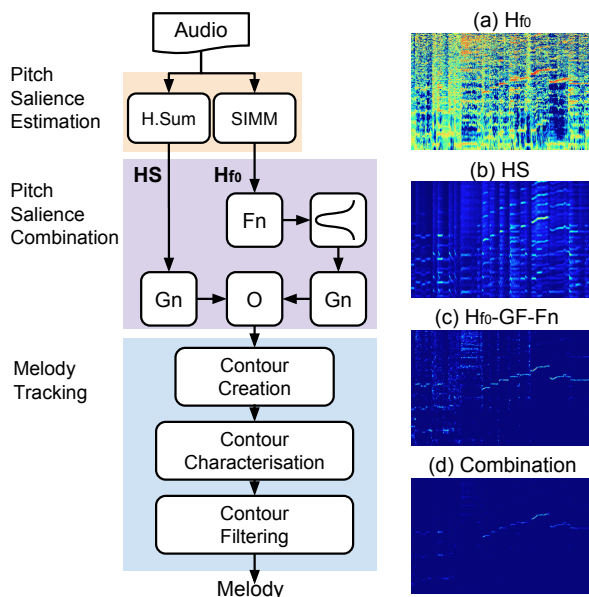 Audio
Pitch
Salience
Estimation
H.Sum
SIMM
HS
Hf0
Pitch
Salience
Combination
Fn
Gn
O
Gn
Melody
Tracking
Contour
Creation
Contour
Characterisation
Contour
Filtering
Melody
(a) Hf0
(b) HS
(c) Hf0-GF-Fn
(d) Combination